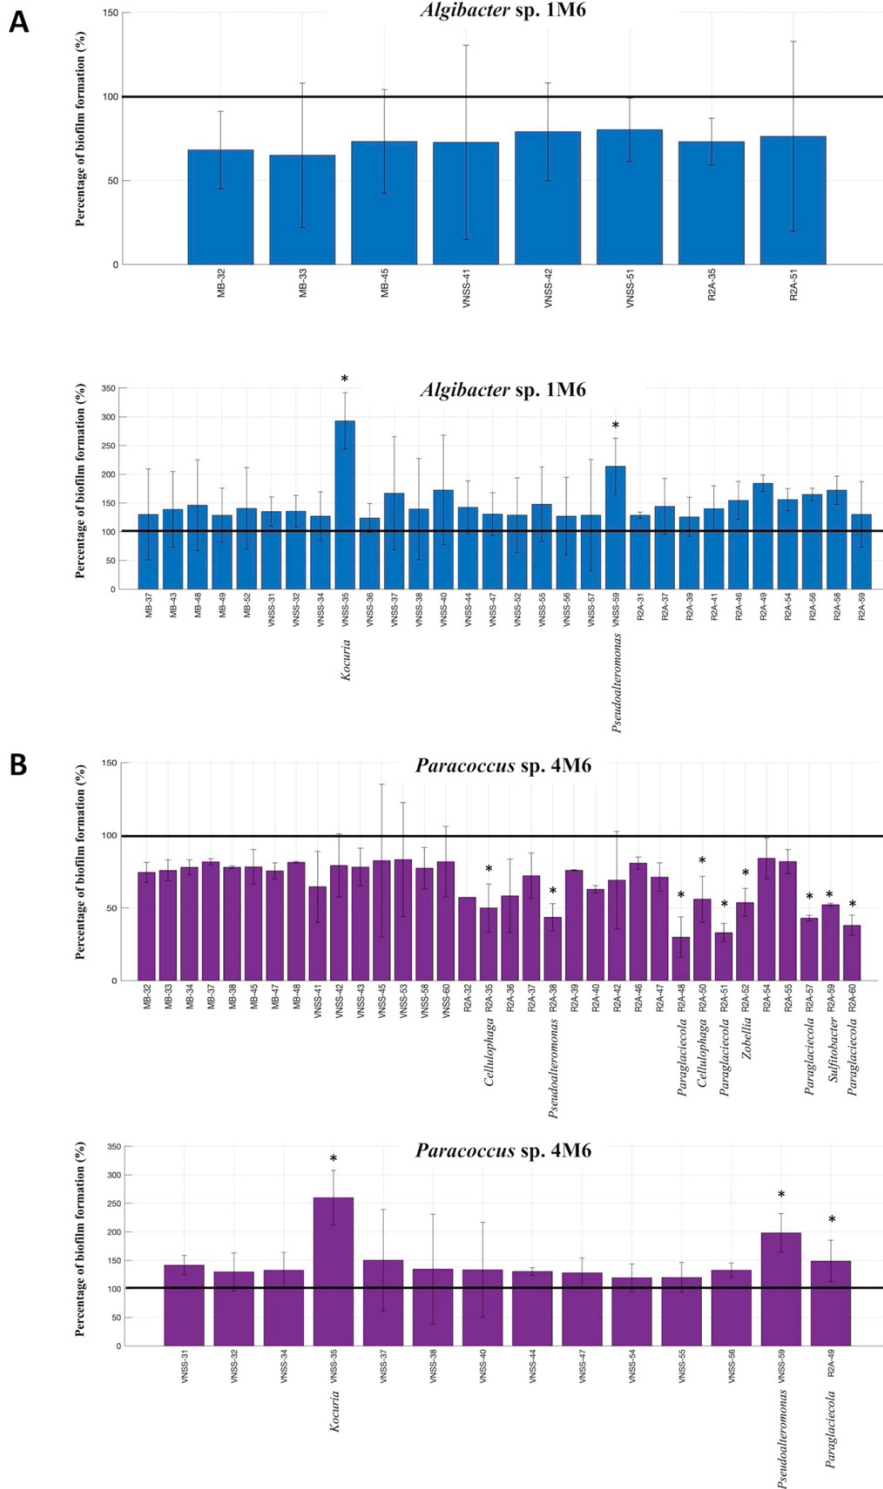 A
Algibacter sp. 1M6
Percentage of biofilm formation (%)
150
100
50
0
MB-32
MB-33
MB-45
VNSS-41
VNSS-42
VNSS-51
R2A-35
R2A-51
Algibacter sp. 1M6
Percentage of biofilm formation (%)
350
300
250
200
150
100
50
0
*
*
MB-37
MB-43
MB-48
MB-49
MB-52
VNSS-31
VNSS-32
VNSS-34
VNSS-35
VNSS-36
VNSS-37
VNSS-38
VNSS-40
VNSS-44
VNSS-47
VNSS-52
VNSS-55
VNSS-56
VNSS-57
VNSS-59
R2A-31
R2A-37
R2A-39
R2A-41
R2A-46
R2A-49
R2A-54
R2A-56
R2A-58
R2A-59
Kocuria
Pseudoalteromonas
B
Paracoccus sp. 4M6
Percentage of biofilm formation (%)
150
100
50
0
*
*
*
*
*
*
*
*
*
MB-32
MB-33
MB-34
MB-37
MB-38
MB-45
MB-47
MB-48
VNSS-41
VNSS-42
VNSS-43
VNSS-45
VNSS-53
VNSS-58
VNSS-60
R2A-32
R2A-35
R2A-36
R2A-37
R2A-38
R2A-39
R2A-40
R2A-42
R2A-46
R2A-47
R2A-48
R2A-50
R2A-51
R2A-52
R2A-54
R2A-55
R2A-57
R2A-59
R2A-60
Cellulophaga
Pseudoalteromonas
Paraglaciecola
Cellulophaga
Paraglaciecola
Zobellia
Paraglaciecola
Sulfitobacter
Paraglaciecola
Paracoccus sp. 4M6
Percentage of biofilm formation (%)
350
300
250
200
150
100
50
0
*
*
*
VNSS-31
VNSS-32
VNSS-34
VNSS-35
VNSS-37
VNSS-38
VNSS-40
VNSS-44
VNSS-47
VNSS-54
VNSS-55
VNSS-56
VNSS-59
R2A-49
Kocuria
Pseudoalteromonas
Paraglaciecola